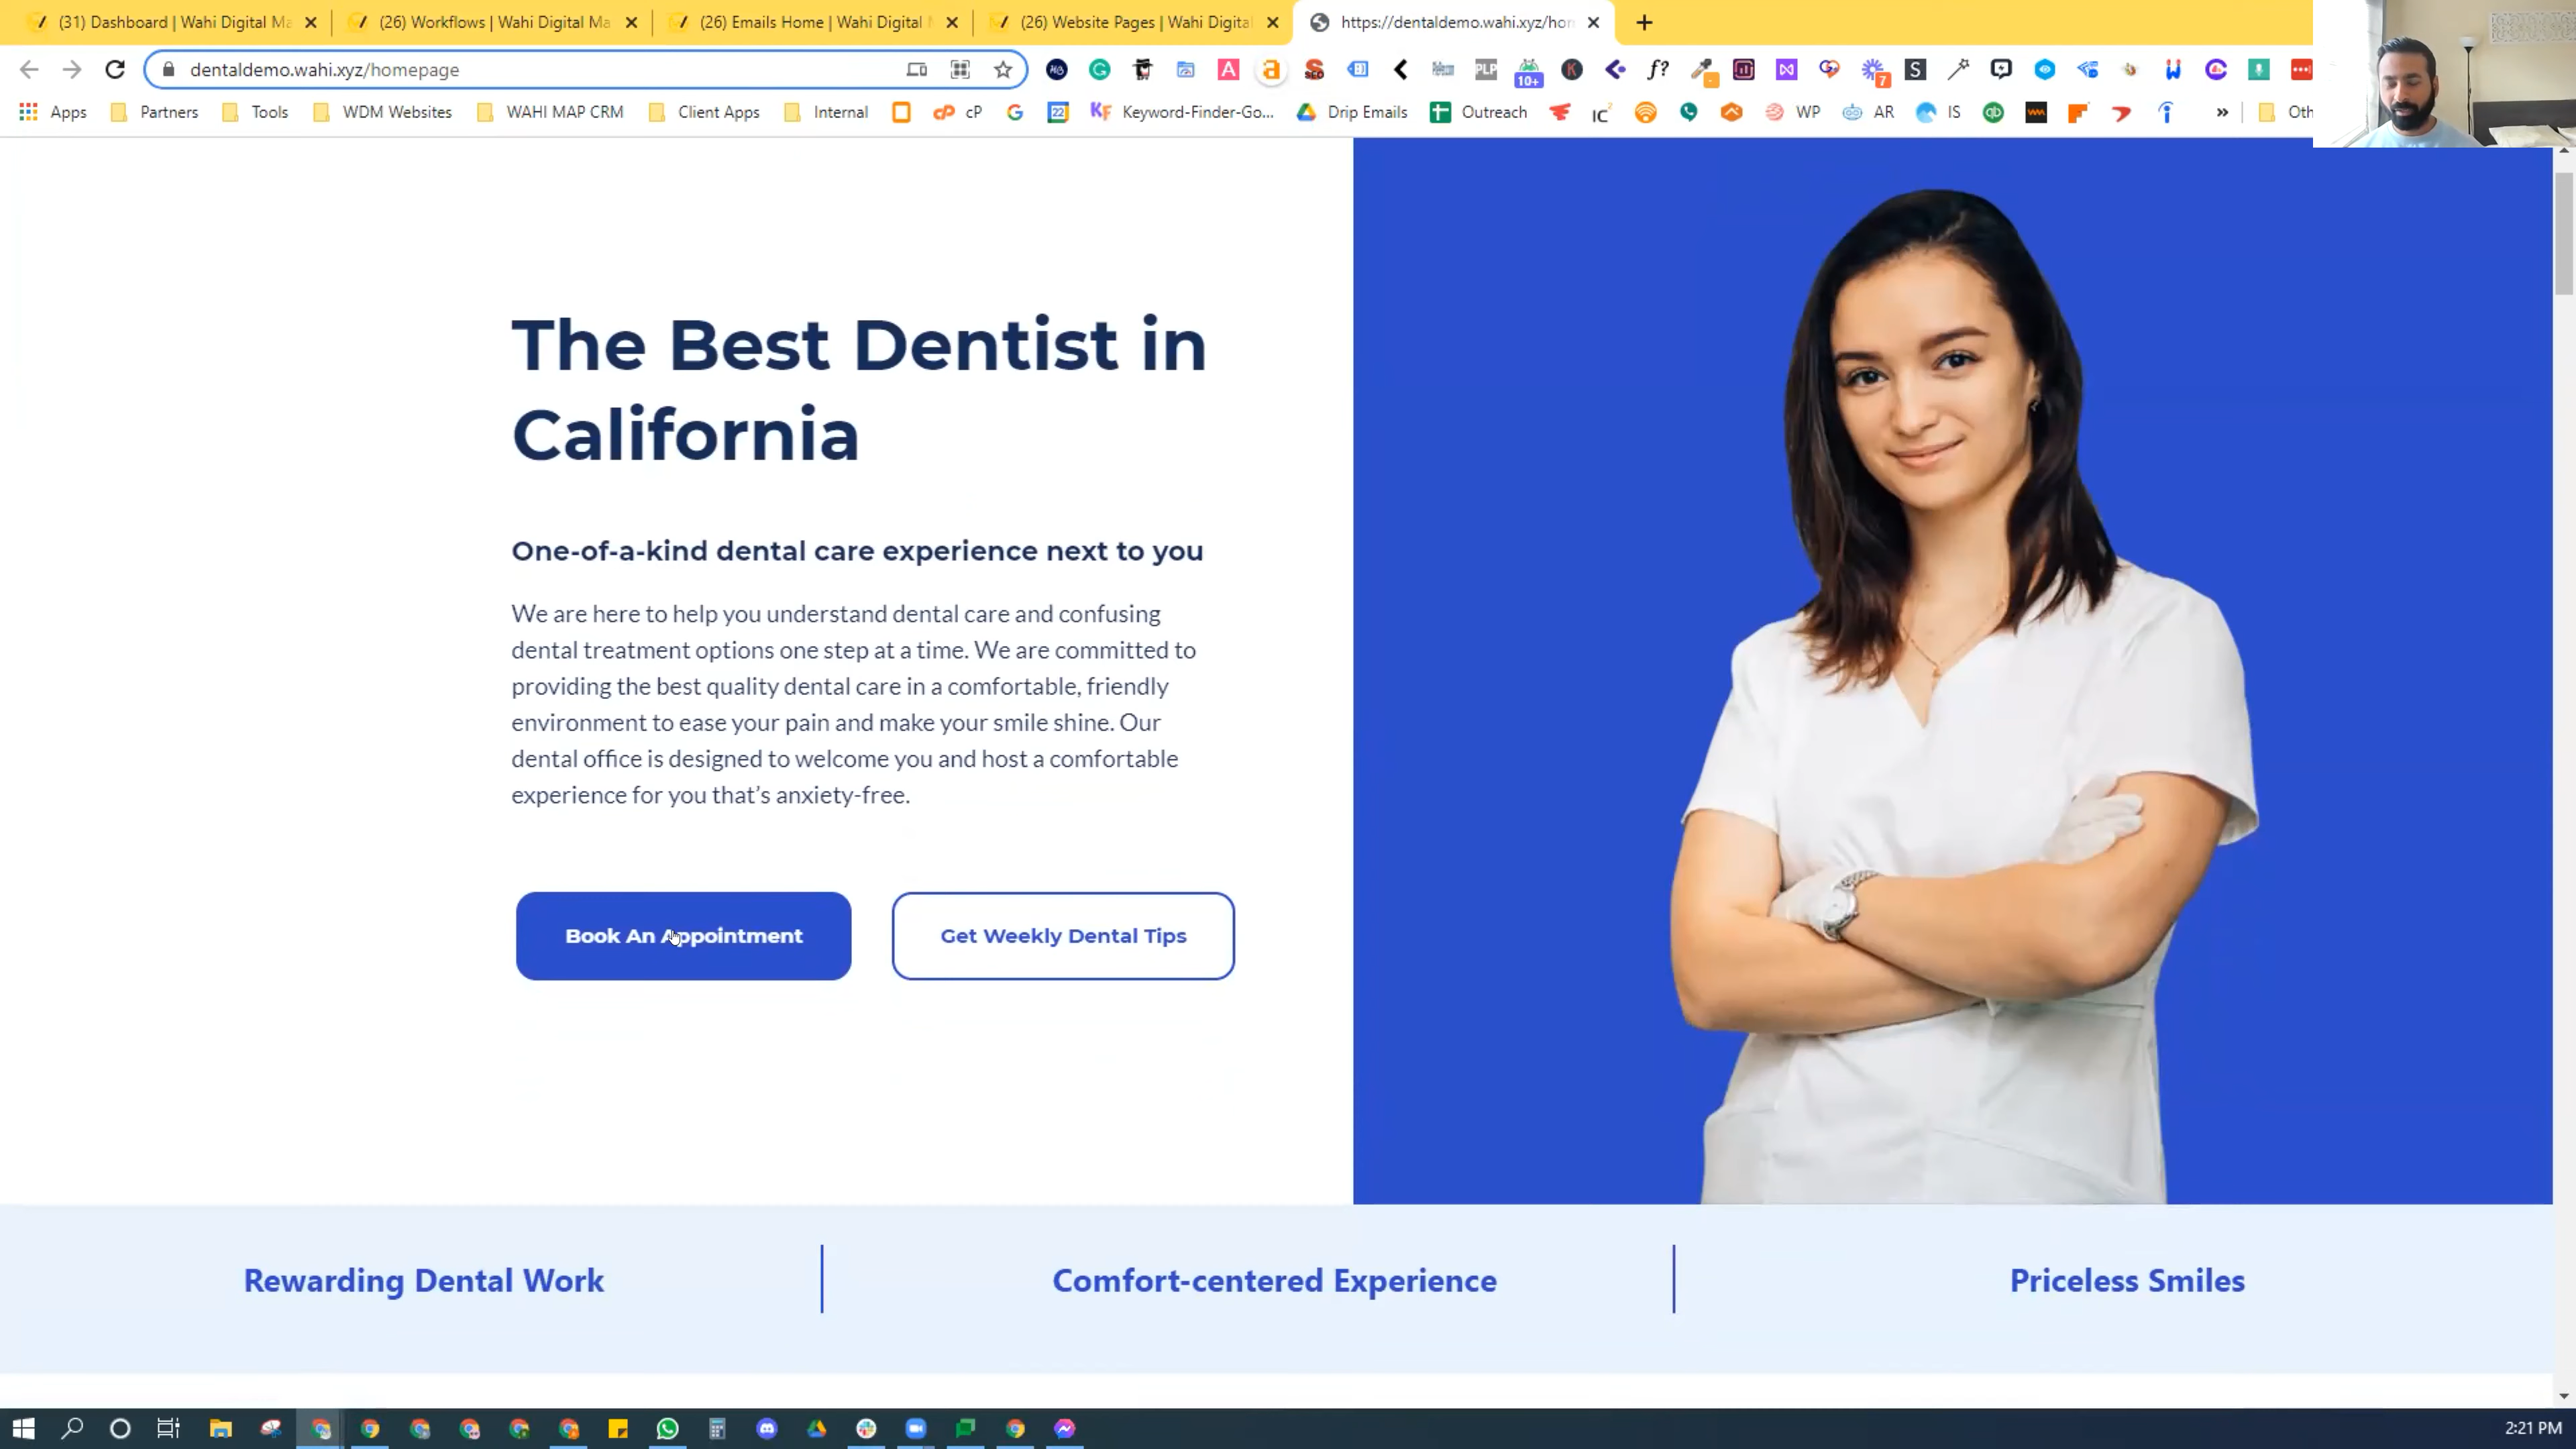 (31) Dashboard | Wahi Digital Ma
(26) Workflows | Wahi Digital Ma
(26) Emails Home | Wahi Digital
(26) Website Pages | Wahi Digital
https://dentaldemo.wahi.xyz/hom
dentaldemo.wahi.xyz/homepage
10+
7
Apps
Partners
Tools
WDM Websites
WAHI MAP CRM
Client Apps
Internal
cP
22
Keyword-Finder-Go...
Drip Emails
Outreach
WP
AR
IS
Oth
The Best Dentist in
California
One-of-a-kind dental care experience next to you
We are here to help you understand dental care and confusing
dental treatment options one step at a time. We are committed to
providing the best quality dental care in a comfortable, friendly
environment to ease your pain and make your smile shine. Our
dental office is designed to welcome you and host a comfortable
experience for you that's anxiety-free.
Book An Appointment
Get Weekly Dental Tips
Rewarding Dental Work
Comfort-centered Experience
Priceless Smiles
2:21 PM